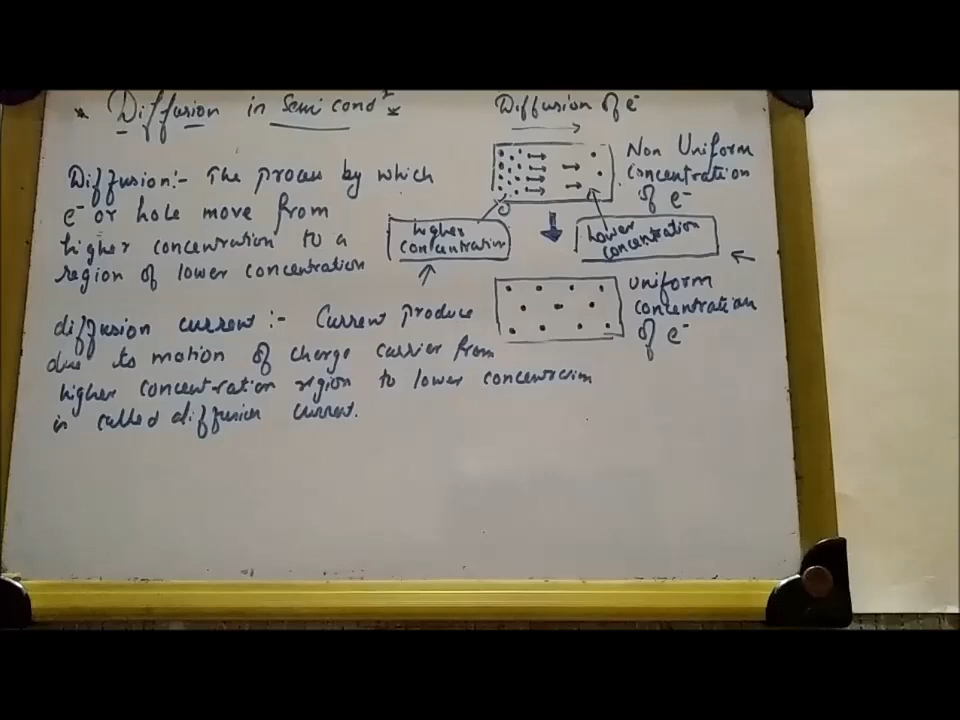 * Diffusion in Semicondʳ *
Diffusion:- The process by which
e⁻ or hole move from
higher concentration to a
region of lower concentration
diffusion current:- Current produce
due to motion of charge carrier from
higher concentration region to lower concentration
is called diffusion current.
Diffusion of e⁻
Non Uniform
concentration
of e⁻
higher
concentration
Lower
concentration
Uniform
concentration
of e⁻